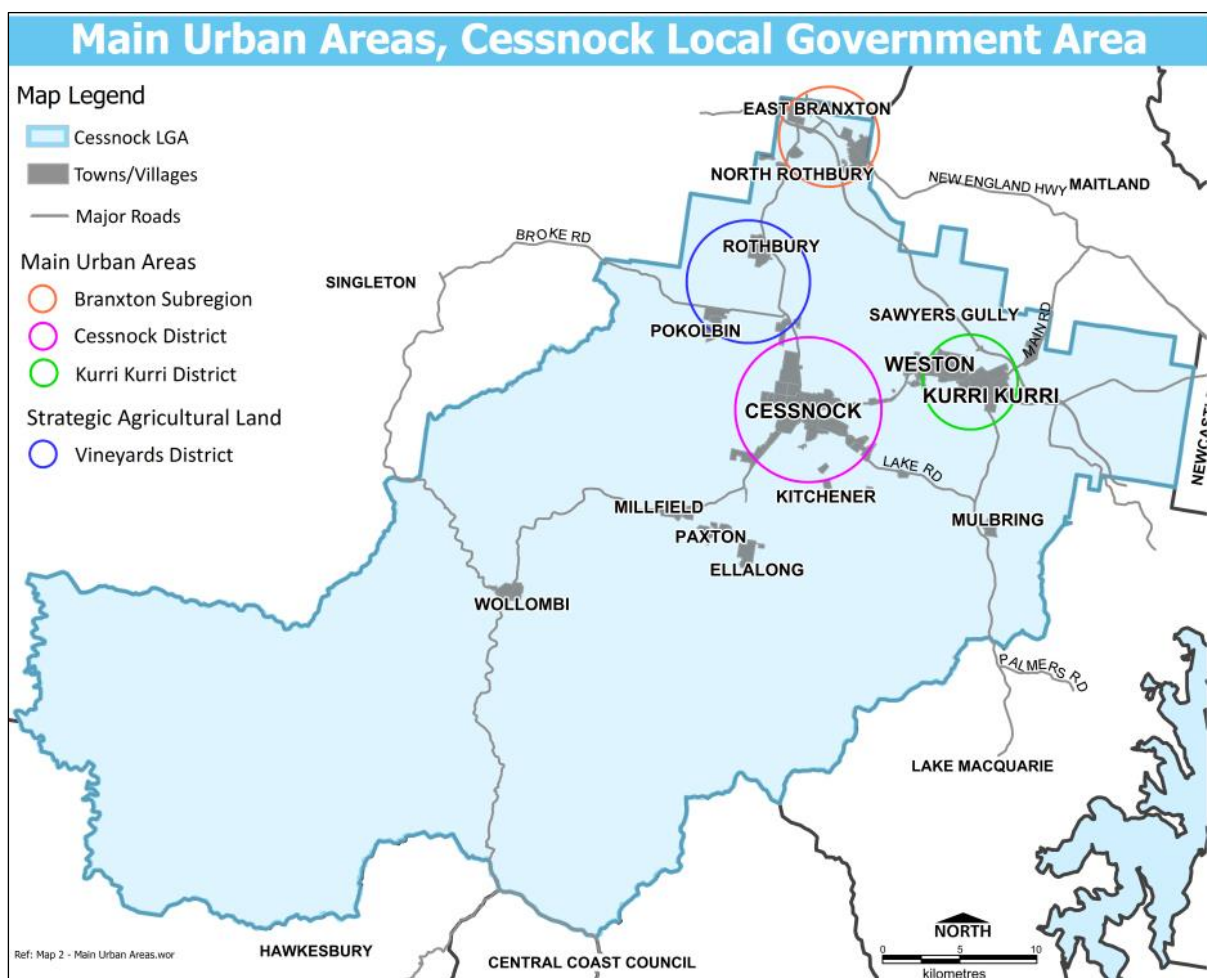 Main Urban Areas, Cessnock Local Government Area
Map Legend
Cessnock LGA
Towns/Villages
Major Roads
Main Urban Areas
Branxton Subregion
Cessnock District
Kurri Kurri District
Strategic Agricultural Land
Vineyards District
EAST BRANXTON
NORTH ROTHBURY
NEW ENGLAND HWY
MAITLAND
BROKE RD
ROTHBURY
SINGLETON
SAWYERS GULLY
POKOLBIN
MAIN RD
WESTON
KURRI KURRI
CESSNOCK
NEWCASTL
LAKE RD
KITCHENER
MILLFIELD
MULBRING
PAXTON
ELLALONG
WOLLOMBI
PALMERS RD
LAKE MACQUARIE
HAWKESBURY
CENTRAL COAST COUNCIL
NORTH
0 5 10
kilometres
Ref: Map 2 - Main Urban Areas.wor